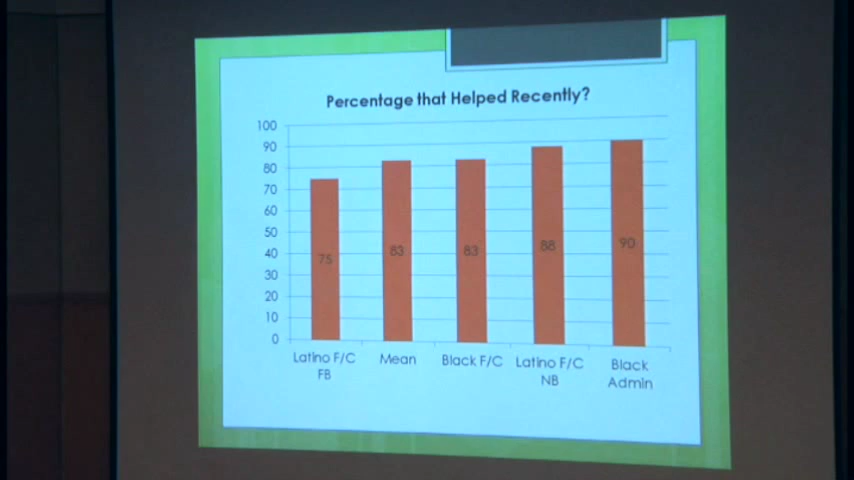 Percentage that Helped Recently?
100
90
80
70
60
50
40
30
20
10
0
75
83
83
88
90
Latino F/C
FB
Mean
Black F/C
Latino F/C
NB
Black
Admin